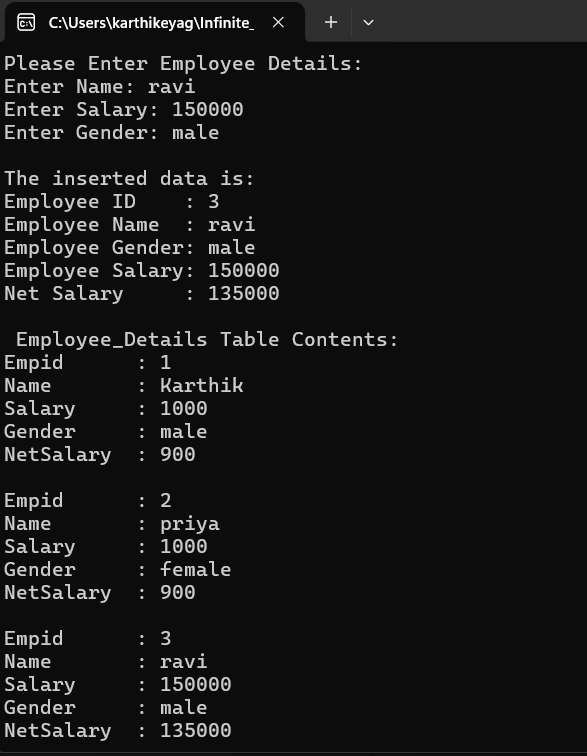 C:\Users\karthikeyag\Infinite_
Please Enter Employee Details:
Enter Name: ravi
Enter Salary: 150000
Enter Gender: male
The inserted data is:
Employee ID    : 3
Employee Name  : ravi
Employee Gender: male
Employee Salary: 150000
Net Salary     : 135000
 Employee_Details Table Contents:
Empid      : 1
Name       : Karthik
Salary     : 1000
Gender     : male
NetSalary  : 900
Empid      : 2
Name       : priya
Salary     : 1000
Gender     : female
NetSalary  : 900
Empid      : 3
Name       : ravi
Salary     : 150000
Gender     : male
NetSalary  : 135000